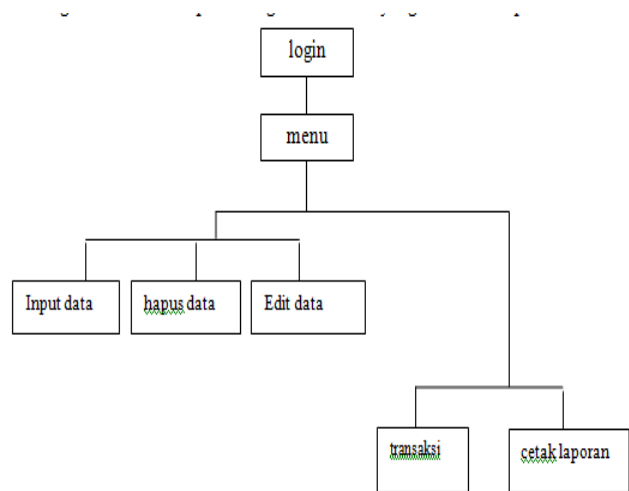 login
menu
Input data
hapus data
Edit data
transaksi
cetak laporan